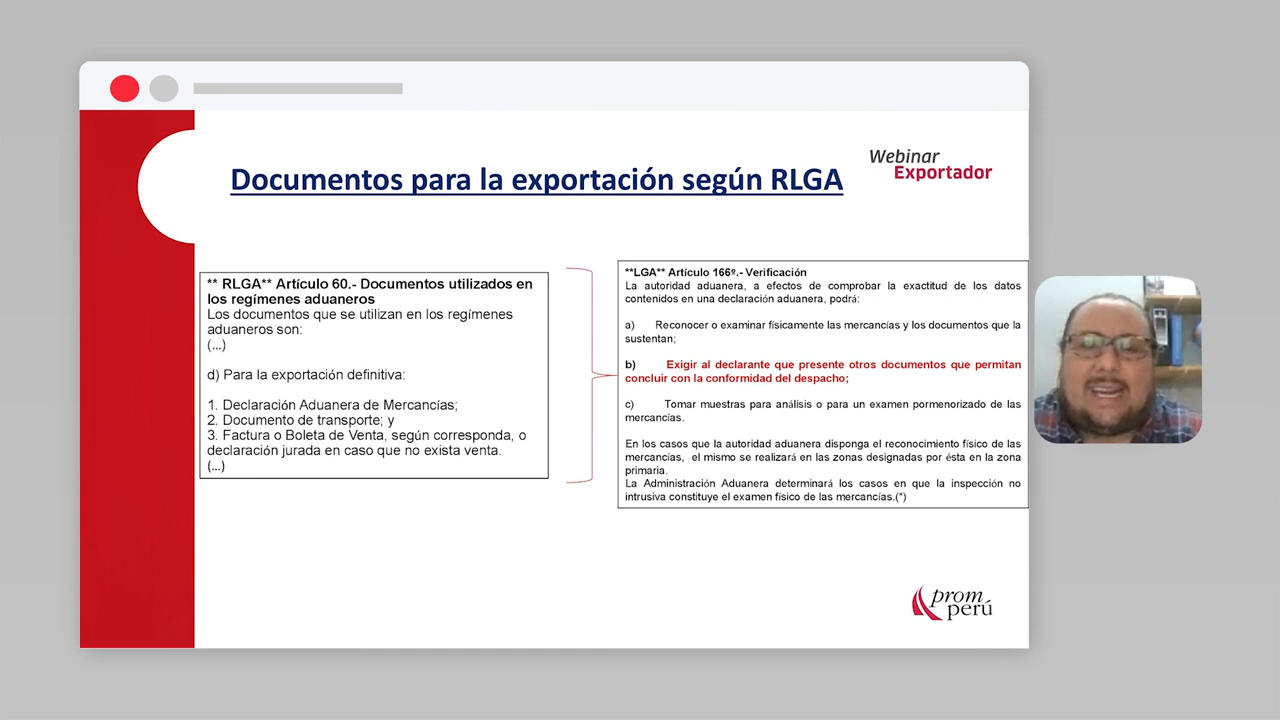 Webinar
Exportador
Documentos para la exportación según RLGA
** RLGA** Artículo 60.- Documentos utilizados en
los regímenes aduaneros
Los documentos que se utilizan en los regímenes
aduaneros son:
(...)
d) Para la exportación definitiva:
1. Declaración Aduanera de Mercancías;
2. Documento de transporte; y
3. Factura o Boleta de Venta, según corresponda, o
declaración jurada en caso que no exista venta.
(...)
**LGA** Artículo 166º.- Verificación
La autoridad aduanera, a efectos de comprobar la exactitud de los datos
contenidos en una declaración aduanera, podrá:
a) Reconocer o examinar físicamente las mercancías y los documentos que la
sustentan;
b) Exigir al declarante que presente otros documentos que permitan
concluir con la conformidad del despacho;
c) Tomar muestras para análisis o para un examen pormenorizado de las
mercancías.
En los casos que la autoridad aduanera disponga el reconocimiento físico de las
mercancías, el mismo se realizará en las zonas designadas por ésta en la zona
primaria.
La Administración Aduanera determinará los casos en que la inspección no
intrusiva constituye el examen físico de las mercancías.(*)
prom
perú